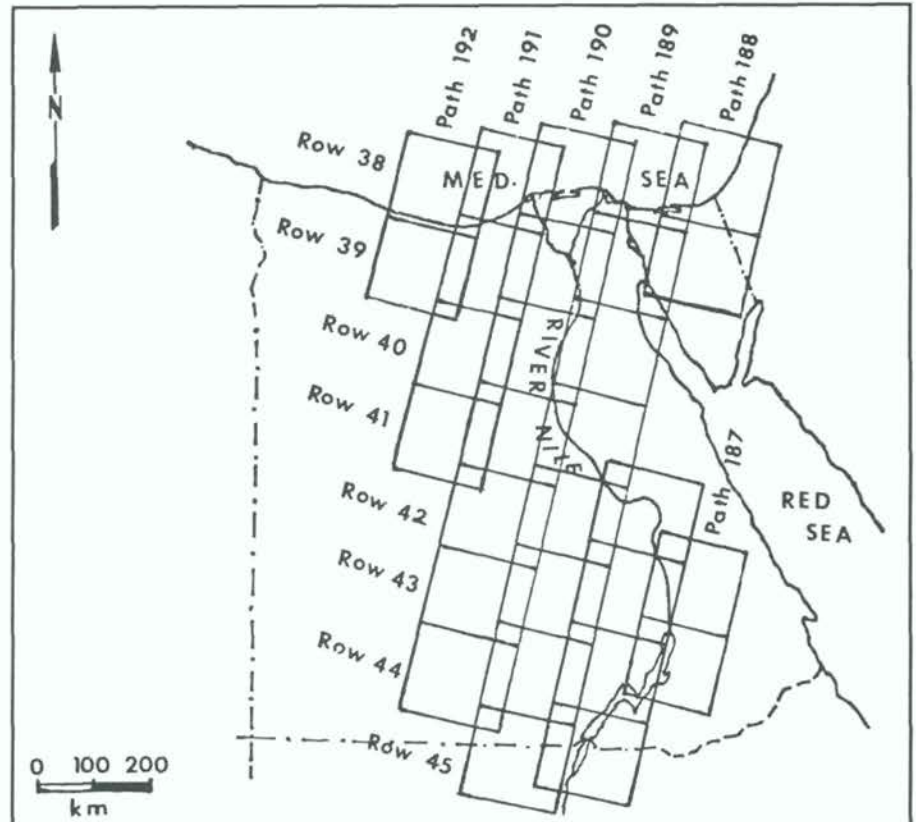 N
Path 192
Path 191
Path 190
Path 189
Path 188
Row 38
MED. SEA
Row 39
Row 40
RIVER NILE
Row 41
Path 187
Row 42
RED
SEA
Row 43
Row 44
Row 45
0 100 200
km